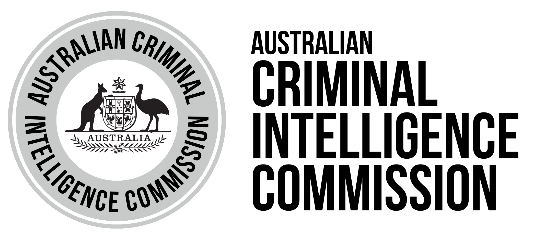 AUSTRALIAN CRIMINAL
INTELLIGENCE COMMISSION
AUSTRALIA
AUSTRALIAN
CRIMINAL
INTELLIGENCE
COMMISSION